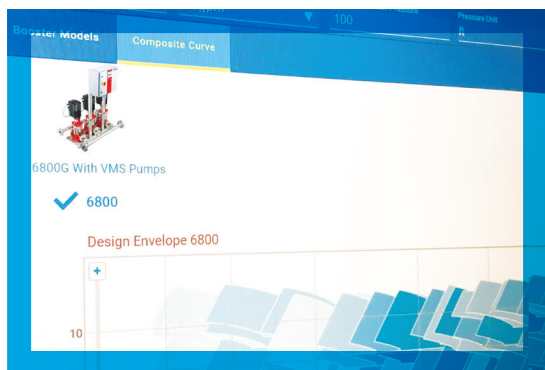 100
Pressure Unit
Booster Models
Composite Curve
6800G With VMS Pumps
6800
Design Envelope 6800
+
10